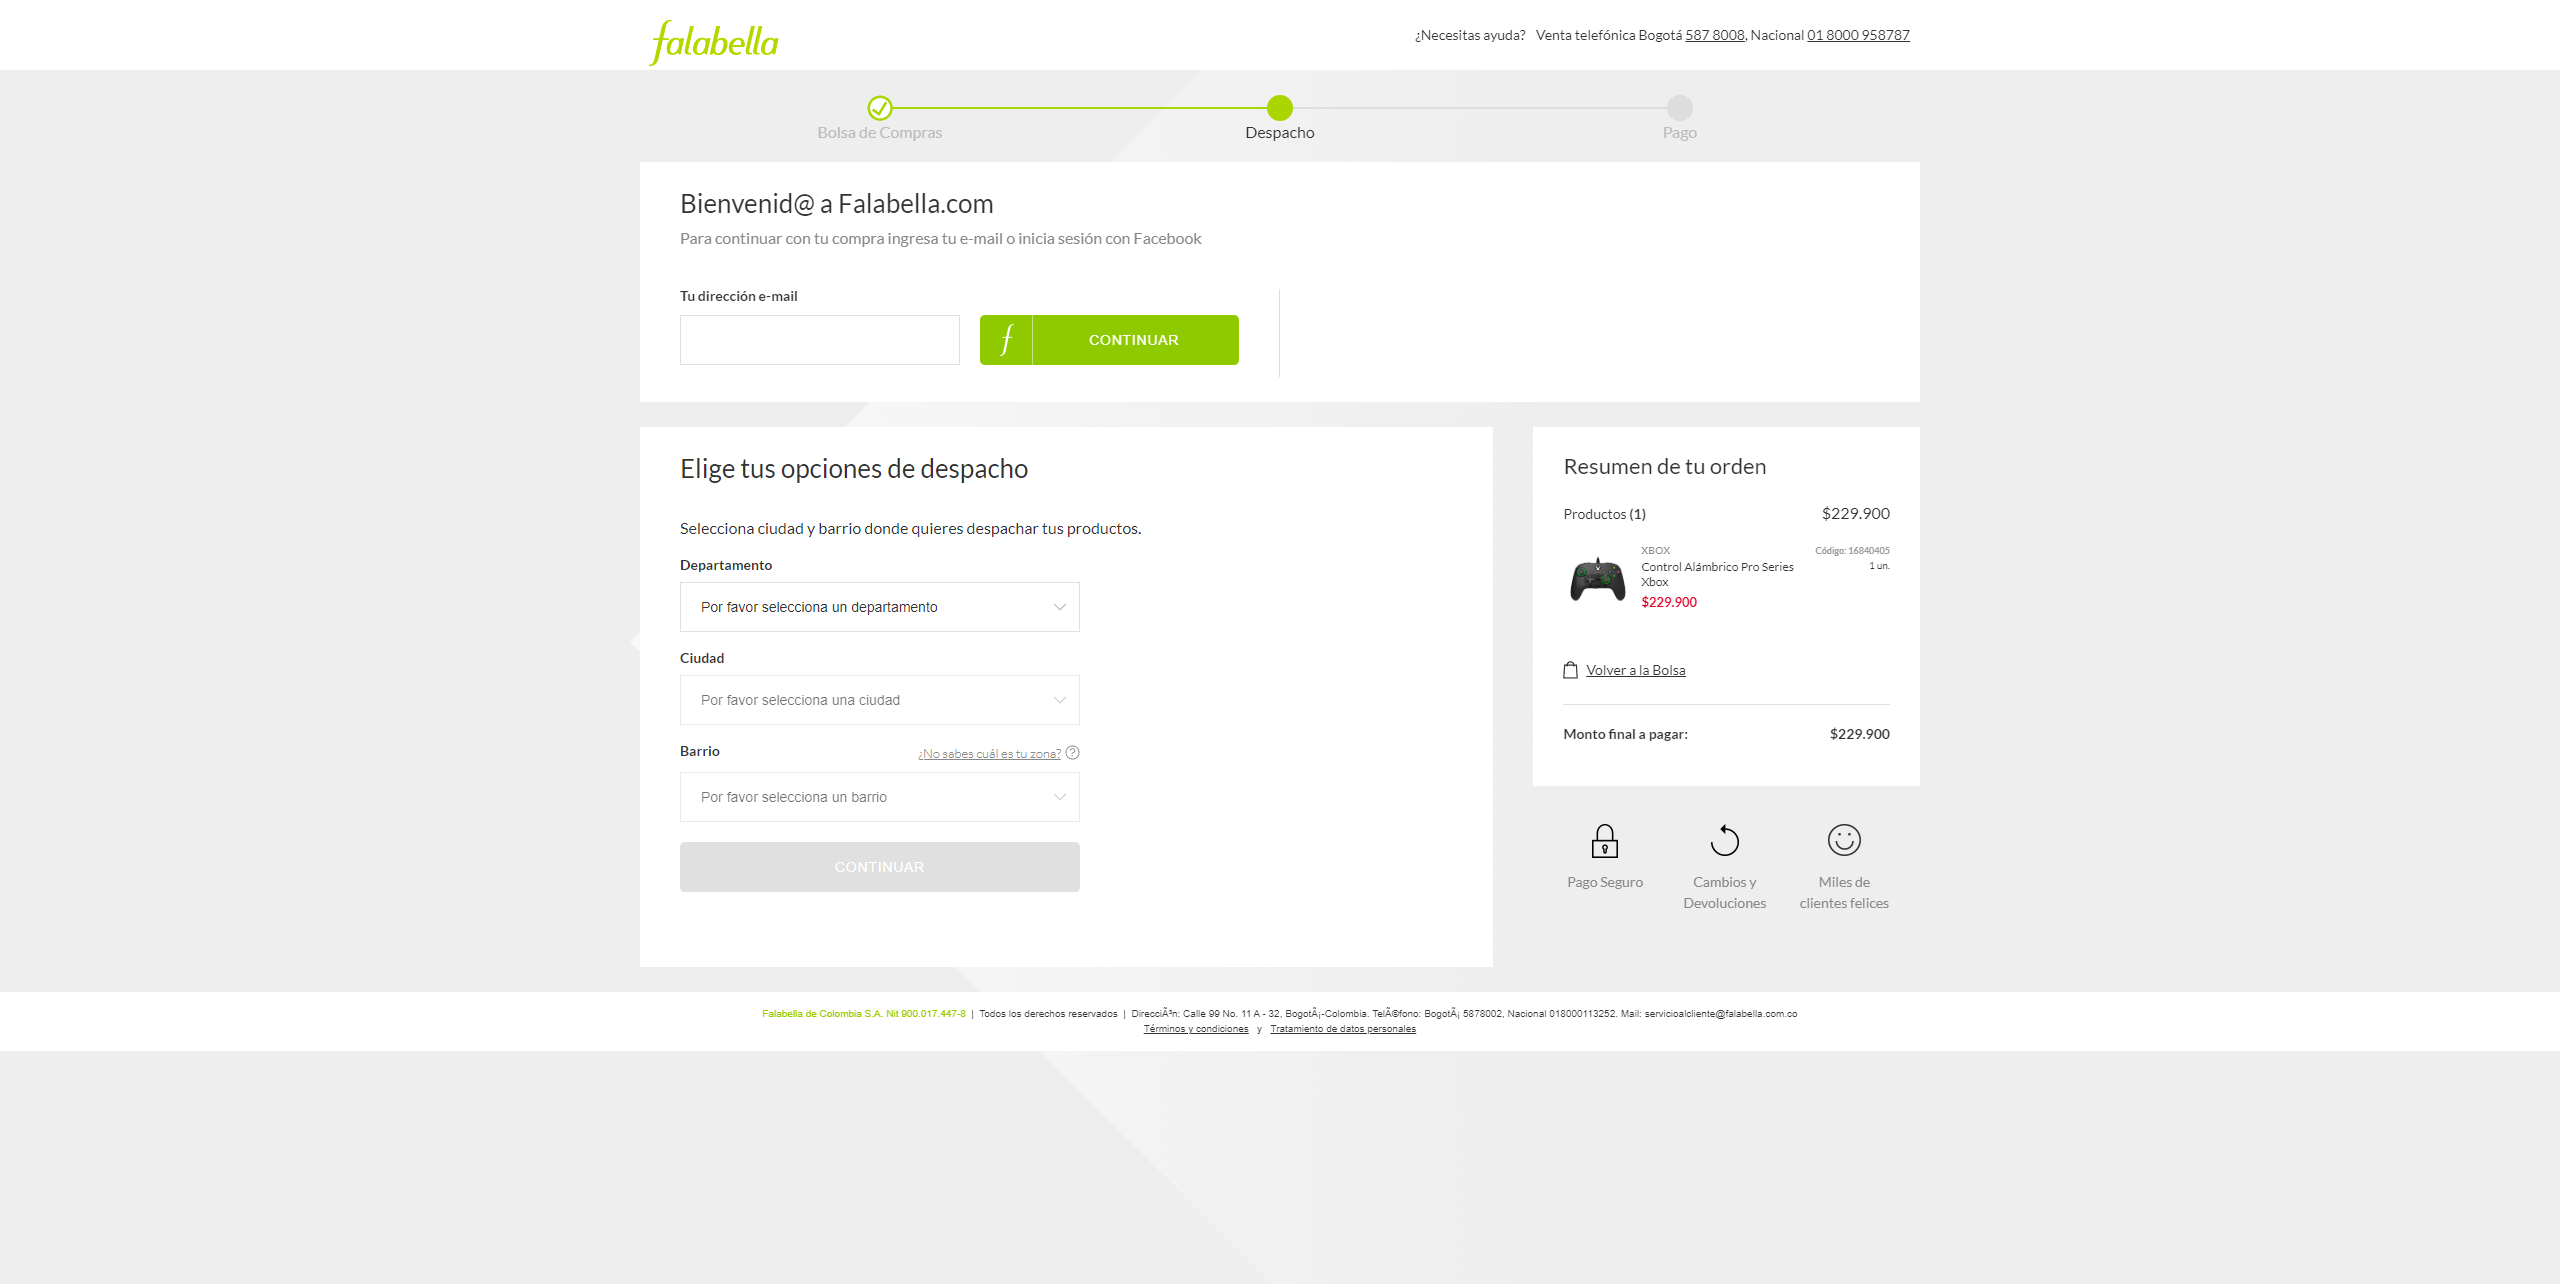 falabella
¿Necesitas ayuda? Venta telefónica Bogotá 587 8008, Nacional 01 8000 958787
Bolsa de Compras
Despacho
Pago
Bienvenid@ a Falabella.com
Para continuar con tu compra ingresa tu e-mail o inicia sesión con Facebook
Tu dirección e-mail
f CONTINUAR
Elige tus opciones de despacho
Selecciona ciudad y barrio donde quieres despachar tus productos.
Departamento
Por favor selecciona un departamento
Ciudad
Por favor selecciona una ciudad
Barrio ¿No sabes cuál es tu zona? ?
Por favor selecciona un barrio
CONTINUAR
Resumen de tu orden
Productos (1) $229.900
XBOX Código: 16840405
Control Alámbrico Pro Series 1 un.
Xbox
$229.900
Volver a la Bolsa
Monto final a pagar: $229.900
Pago Seguro
Cambios y
Devoluciones
Miles de
clientes felices
Falabella de Colombia S.A. Nit 900.017.447-8 | Todos los derechos reservados | DirecciÃ³n: Calle 99 No. 11 A - 32, BogotÃ¡-Colombia. TelÃ©fono: BogotÃ¡ 5878002, Nacional 018000113252. Mail: servicioalcliente@falabella.com.co
Términos y condiciones y Tratamiento de datos personales